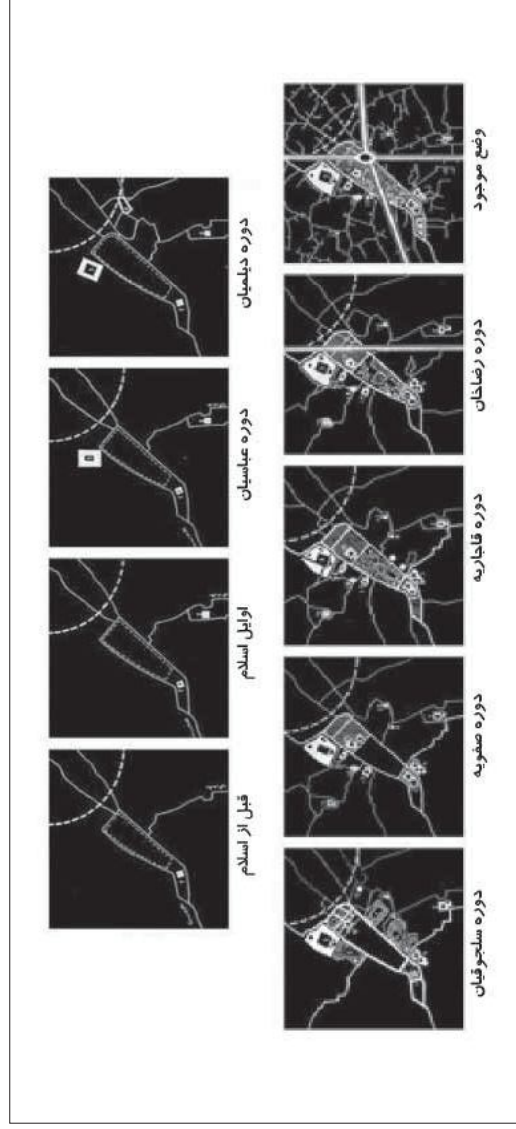 قبل از اسلام
اوایل اسلام
دوره عباسیان
دوره دیلمیان
دوره سلجوقیان
دوره صفویه
دوره قاجاریه
دوره رضاخان
وضع موجود